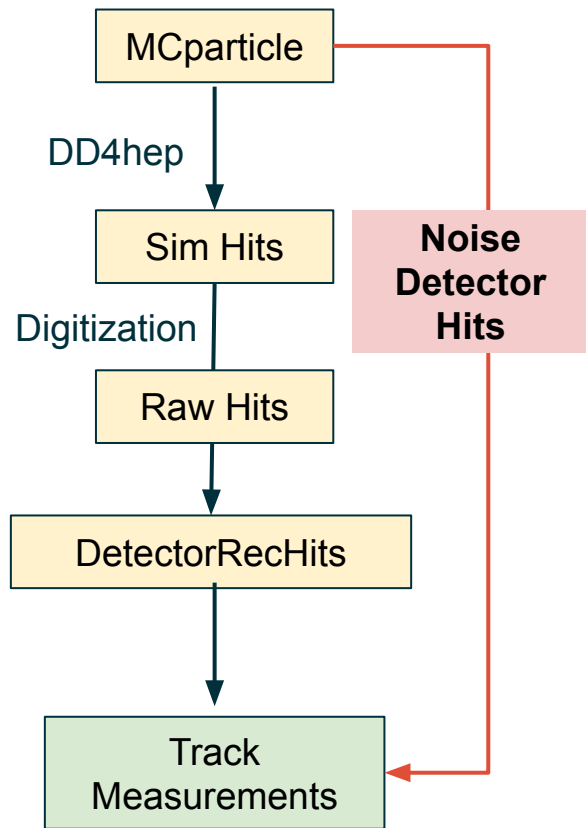 MCparticle
DD4hep
Sim Hits
Digitization
Raw Hits
DetectorRecHits
Track
Measurements
Noise
Detector
Hits